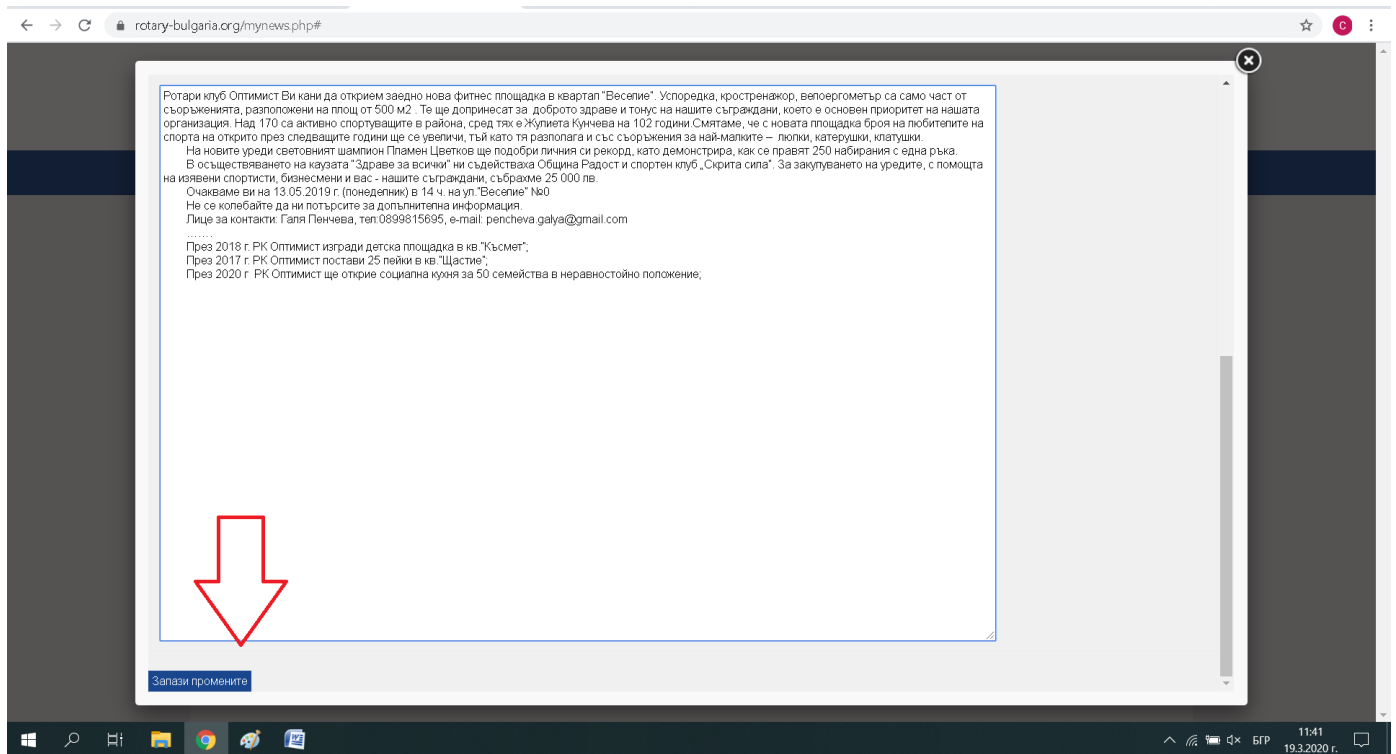 rotary-bulgaria.org/mynews.php#
C
Ротари клуб Оптимист Ви кани да открием заедно нова фитнес площадка в квартал "Веселие". Успоредка, кростренажор, велоергометър са само част от
съоръженията, разположени на площ от 500 м2 . Те ще допринесат за доброто здраве и тонус на нашите съграждани, което е основен приоритет на нашата
организация. Над 170 са активно спортуващите в района, сред тях е Жулиета Кунчева на 102 години.Смятаме, че с новата площадка броя на любителите на
спорта на открито през следващите години ще се увеличи, тъй като тя разполага и със съоръжения за най-малките – люлки, катерушки, клатушки.
На новите уреди световният шампион Пламен Цветков ще подобри личния си рекорд, като демонстрира, как се правят 250 набирания с една ръка.
В осъществяването на каузата "Здраве за всички" ни съдействаха Община Радост и спортен клуб „Скрита сила". За закупуването на уредите, с помощта
на изявени спортисти, бизнесмени и вас - нашите съграждани, събрахме 25 000 лв.
Очакваме ви на 13.05.2019 г. (понеделник) в 14 ч. на ул."Веселие" №0
Не се колебайте да ни потърсите за допълнителна информация.
Лице за контакти: Галя Пенчева, тел:0899815695, e-mail: pencheva.galya@gmail.com
.......
През 2018 г. РК Оптимист изгради детска площадка в кв."Късмет";
През 2017 г. РК Оптимист постави 25 пейки в кв."Щастие";
През 2020 г РК Оптимист ще открие социална кухня за 50 семейства в неравностойно положение;
Запази промените
БГР
11:41
19.3.2020 г.